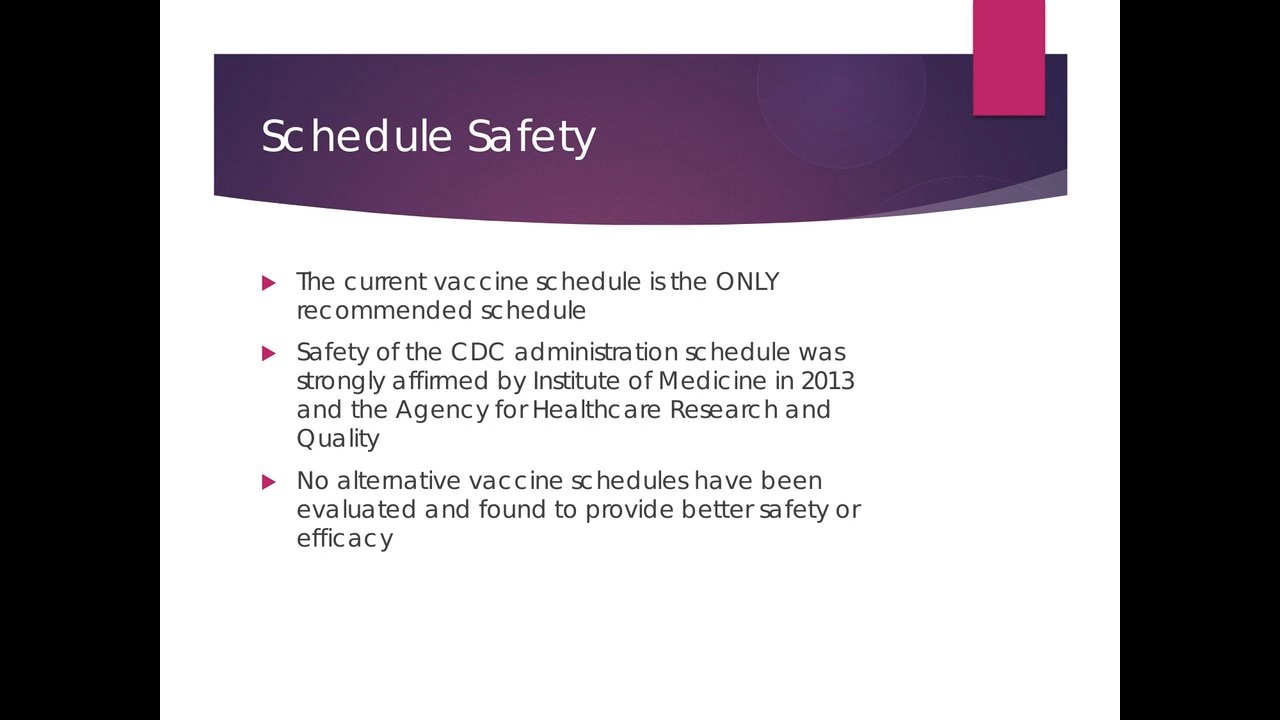 Schedule Safety
The current vaccine schedule is the ONLY
recommended schedule
Safety of the CDC administration schedule was
strongly affirmed by Institute of Medicine in 2013
and the Agency for Healthcare Research and
Quality
No alternative vaccine schedules have been
evaluated and found to provide better safety or
efficacy